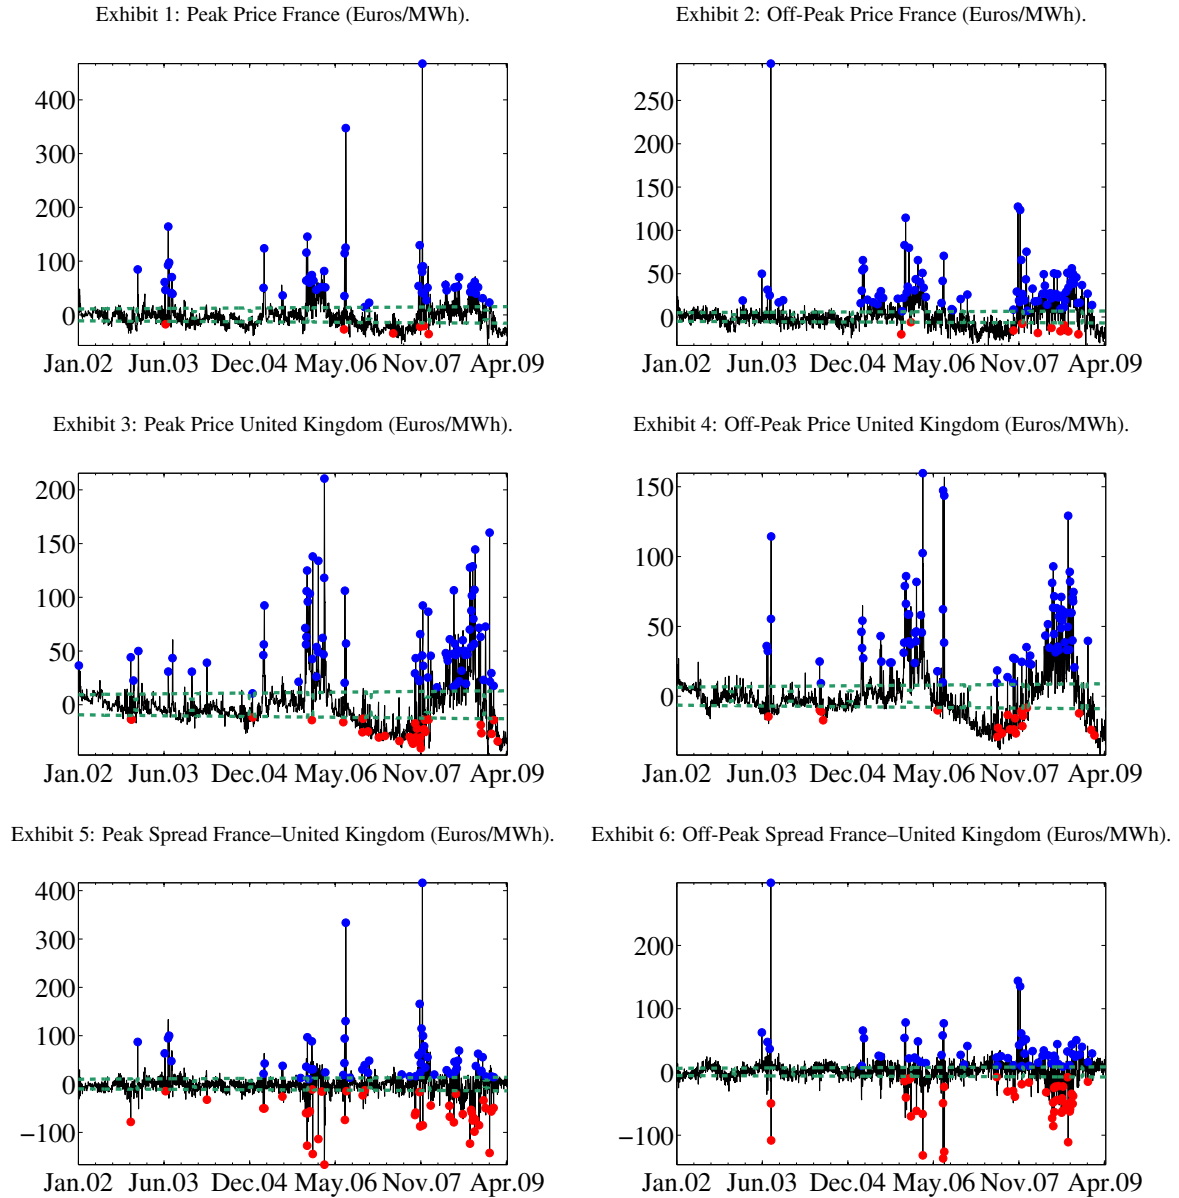 Exhibit 1: Peak Price France (Euros/MWh).
400
300
200
100
0
Jan.02 Jun.03 Dec.04 May.06 Nov.07 Apr.09
Exhibit 2: Off-Peak Price France (Euros/MWh).
250
200
150
100
50
0
Jan.02 Jun.03 Dec.04 May.06 Nov.07 Apr.09
Exhibit 3: Peak Price United Kingdom (Euros/MWh).
200
150
100
50
0
Jan.02 Jun.03 Dec.04 May.06 Nov.07 Apr.09
Exhibit 4: Off-Peak Price United Kingdom (Euros/MWh).
150
100
50
0
Jan.02 Jun.03 Dec.04 May.06 Nov.07 Apr.09
Exhibit 5: Peak Spread France–United Kingdom (Euros/MWh).
400
300
200
100
0
−100
Jan.02 Jun.03 Dec.04 May.06 Nov.07 Apr.09
Exhibit 6: Off-Peak Spread France–United Kingdom (Euros/MWh).
200
100
0
−100
Jan.02 Jun.03 Dec.04 May.06 Nov.07 Apr.09